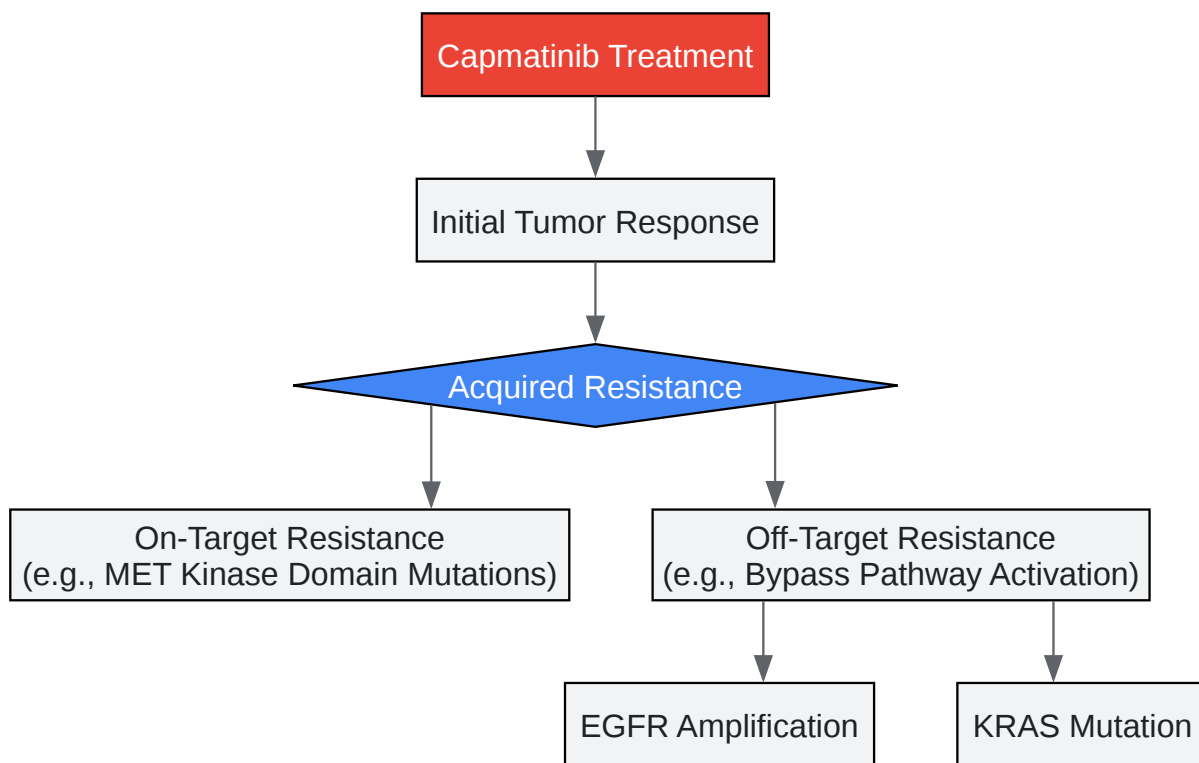 Capmatinib Treatment
Initial Tumor Response
Acquired Resistance
On-Target Resistance
(e.g., MET Kinase Domain Mutations)
Off-Target Resistance
(e.g., Bypass Pathway Activation)
EGFR Amplification
KRAS Mutation